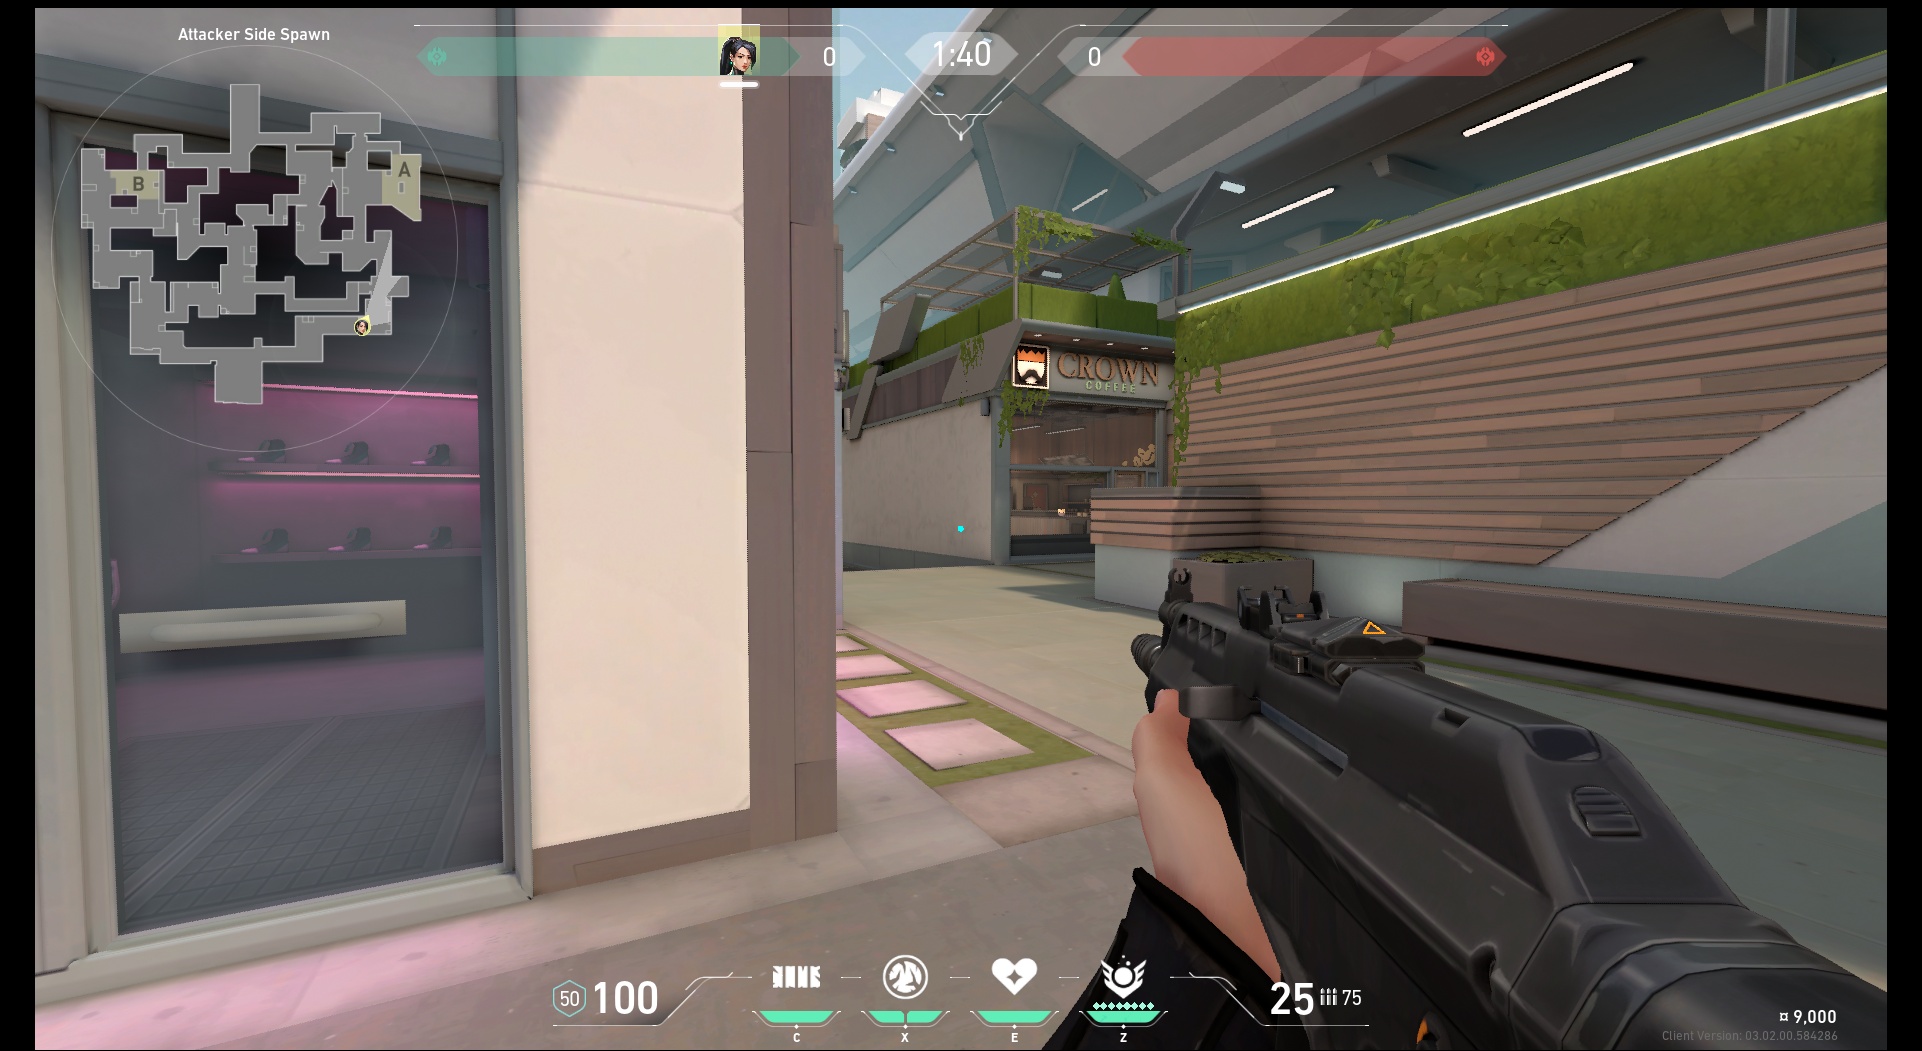 Attacker Side Spawn
0
1:40
0
B
A
CROWN
COFFEE
50
100
25
75
C
X
E
Z
¤ 9,000
Client Version: 03.02.00.584286